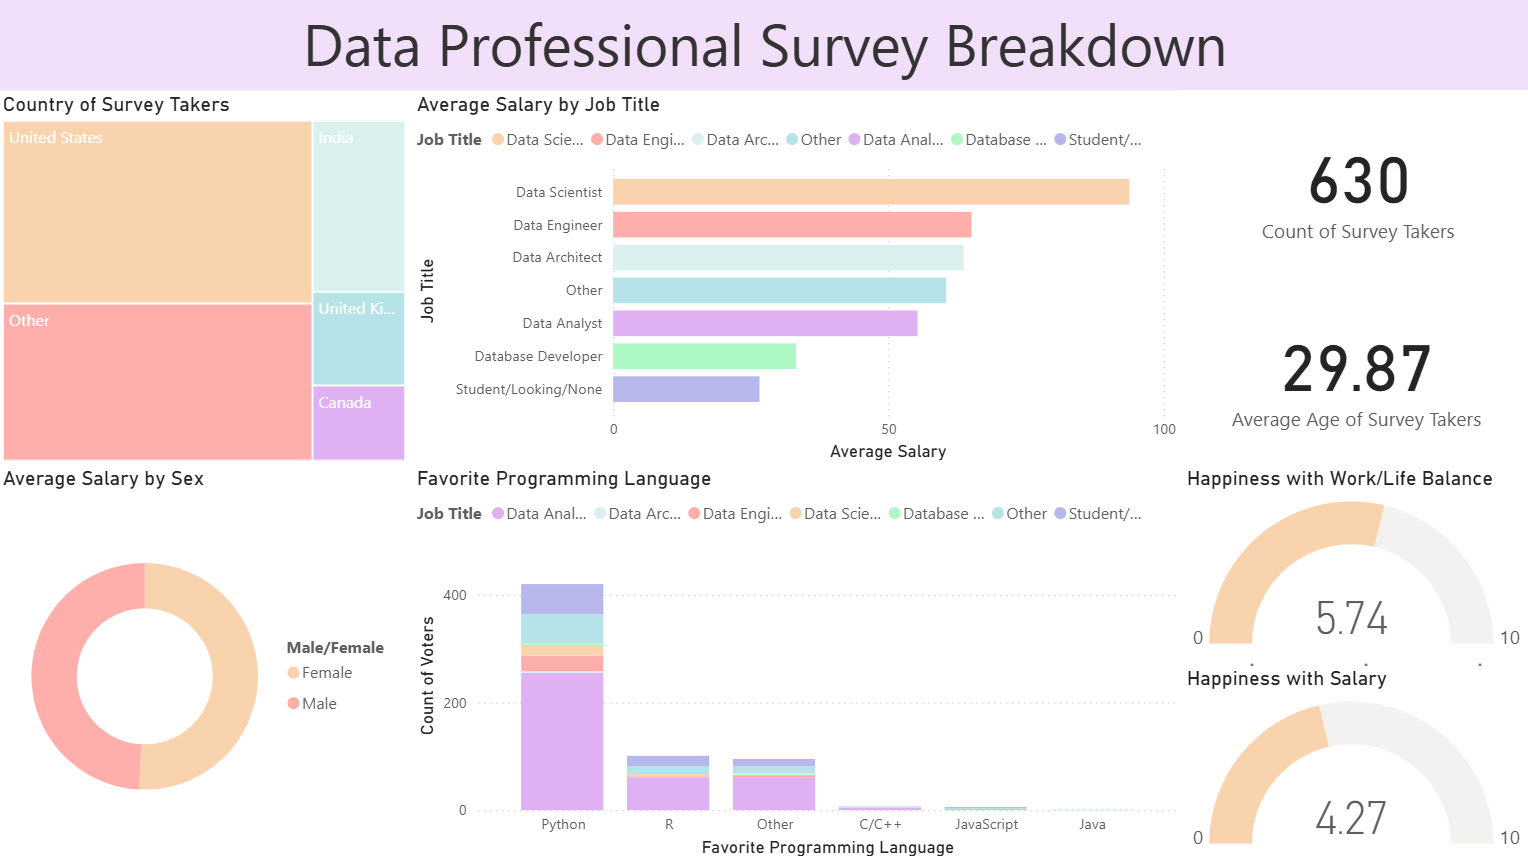 Data Professional Survey Breakdown
Country of Survey Takers
United States
India
Other
United Ki...
Canada
Average Salary by Job Title
Job Title Data Scie... Data Engi... Data Arc... Other Data Anal... Database ... Student/...
Job Title
Data Scientist
Data Engineer
Data Architect
Other
Data Analyst
Database Developer
Student/Looking/None
0 50 100
Average Salary
630
Count of Survey Takers
29.87
Average Age of Survey Takers
Average Salary by Sex
Male/Female
Female
Male
Favorite Programming Language
Job Title Data Anal... Data Arc... Data Engi... Data Scie... Database ... Other Student/...
Count of Voters
400
200
0
Python R Other C/C++ JavaScript Java
Favorite Programming Language
Happiness with Work/Life Balance
5.74
0 10
Happiness with Salary
4.27
0 10